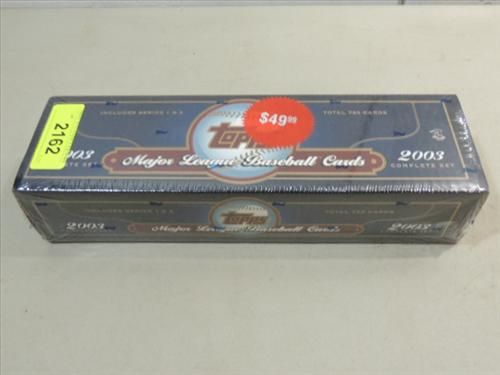 2162
INCLUDES SERIES 1 & 2
Topps
$49.99
TOTAL 720 CARDS
2003
COMPLETE SET
Major League Baseball Cards
2003
COMPLETE SET
INCLUDES SERIES 1 & 2
Topps
TOTAL 720 CARDS
2003
Major League Baseball Cards
2003